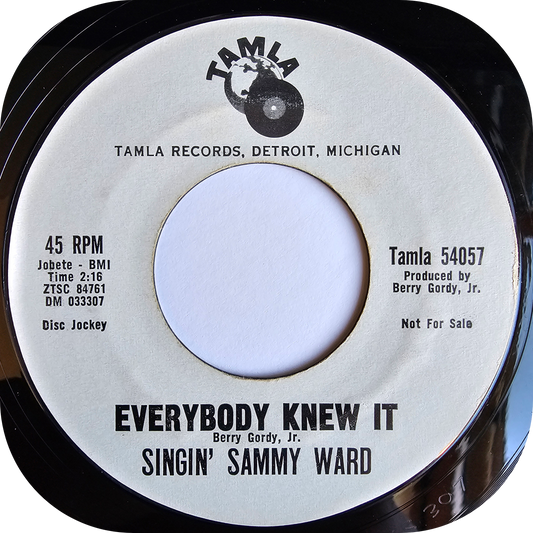 TAMLA
TAMLA RECORDS, DETROIT, MICHIGAN
45 RPM
Jobete - BMI
Time 2:16
ZTSC 84761
DM 033307
Disc Jockey
Tamla 54057
Produced by
Berry Gordy, Jr.
Not For Sale
EVERYBODY KNEW IT
Berry Gordy, Jr.
SINGIN' SAMMY WARD